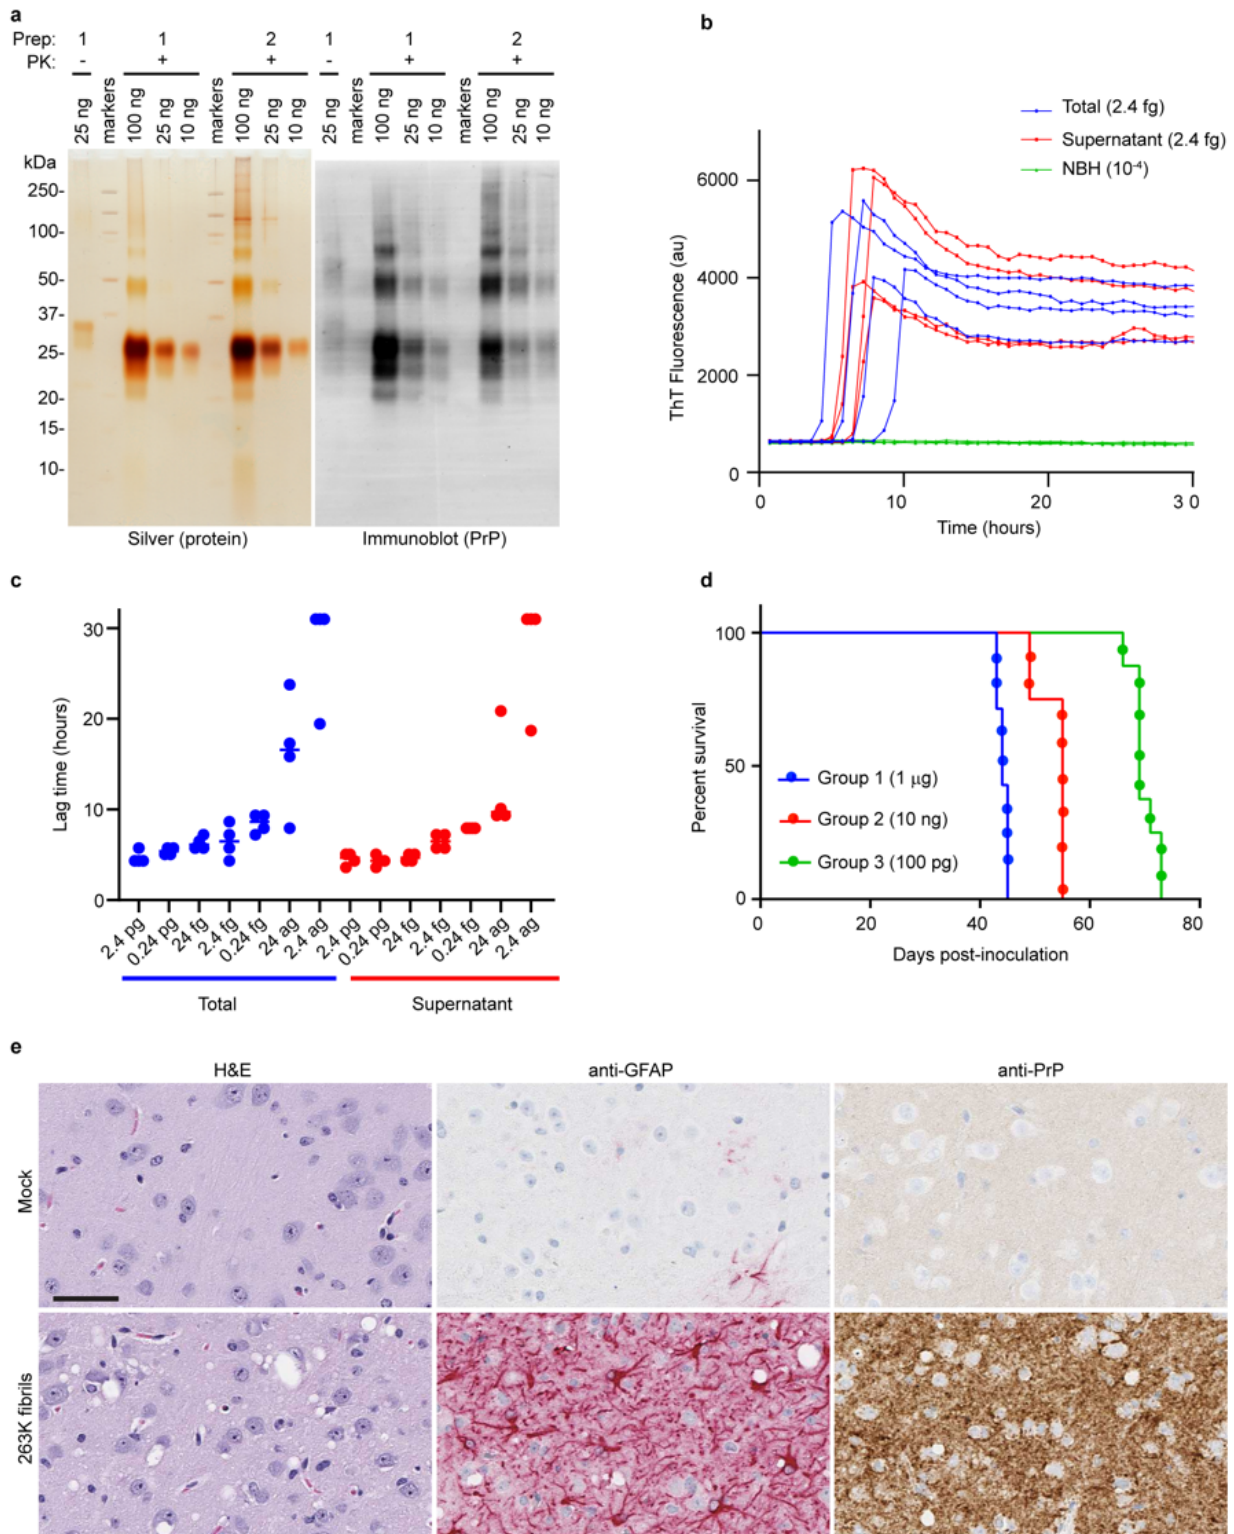 a
Prep: 1 1 2 1 1 2
PK: - + + - + +
25 ng markers 100 ng 25 ng 10 ng markers 100 ng 25 ng 10 ng 25 ng markers 100 ng 25 ng 10 ng markers 100 ng 25 ng 10 ng
kDa
250-
100-
50-
37-
25-
20-
15-
10-
Silver (protein) Immunoblot (PrP)
b
Total (2.4 fg)
Supernatant (2.4 fg)
NBH (10⁻⁴)
ThT Fluorescence (au)
6000
4000
2000
0
0 10 20 3 0
Time (hours)
c
Lag time (hours)
30
20
10
0
2.4 pg 0.24 pg 24 fg 2.4 fg 0.24 fg 24 ag 2.4 ag 2.4 pg 0.24 pg 24 fg 2.4 fg 0.24 fg 24 ag 2.4 ag
Total Supernatant
d
Percent survival
100
50
0
Group 1 (1 μg)
Group 2 (10 ng)
Group 3 (100 pg)
0 20 40 60 80
Days post-inoculation
e
H&E anti-GFAP anti-PrP
Mock
263K fibrils